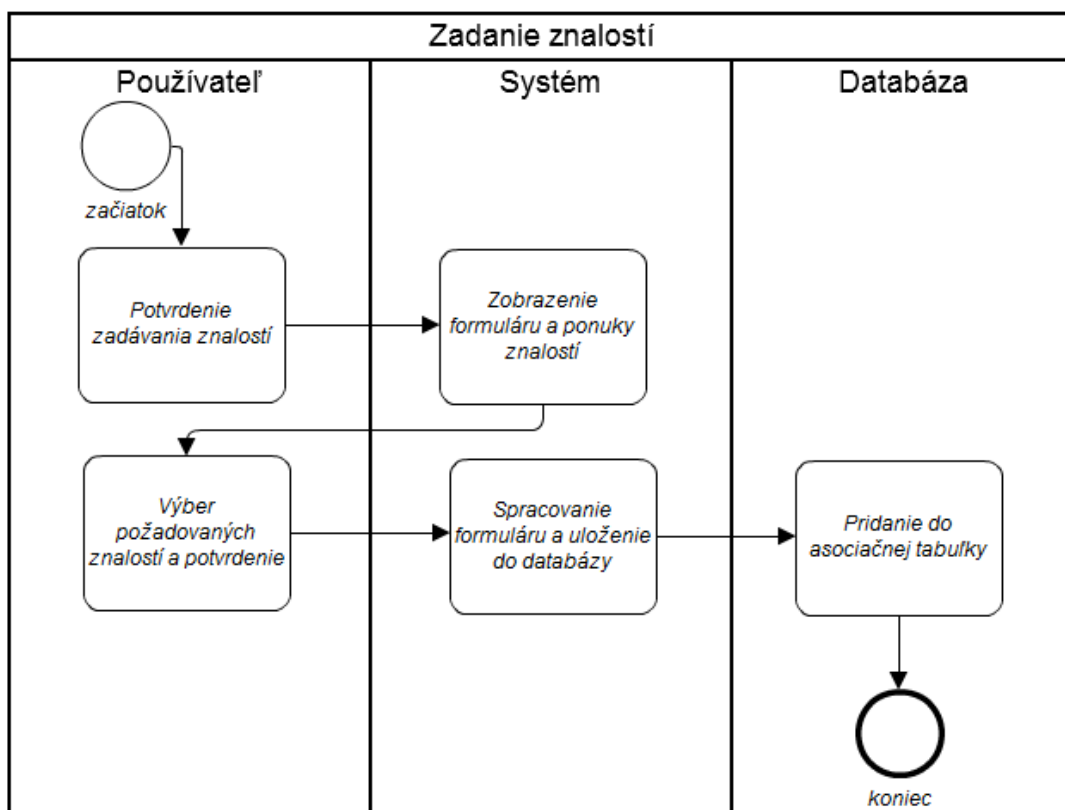 Zadanie znalostí
Používateľ
Systém
Databáza
začiatok
Potvrdenie
zadávania znalostí
Zobrazenie
formuláru a ponuky
znalostí
Výber
požadovaných
znalostí a potvrdenie
Spracovanie
formuláru a uloženie
do databázy
Pridanie do
asociačnej tabuľky
koniec